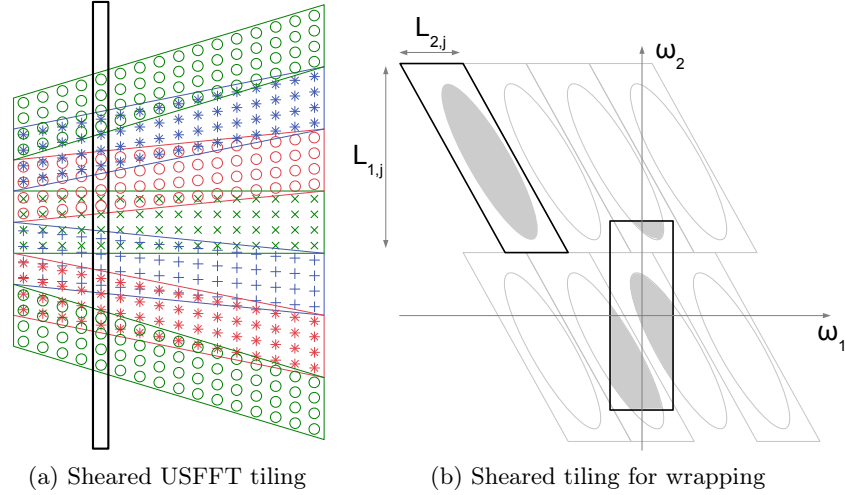 L2,j
ω2
L1,j
ω1
(a) Sheared USFFT tiling
(b) Sheared tiling for wrapping